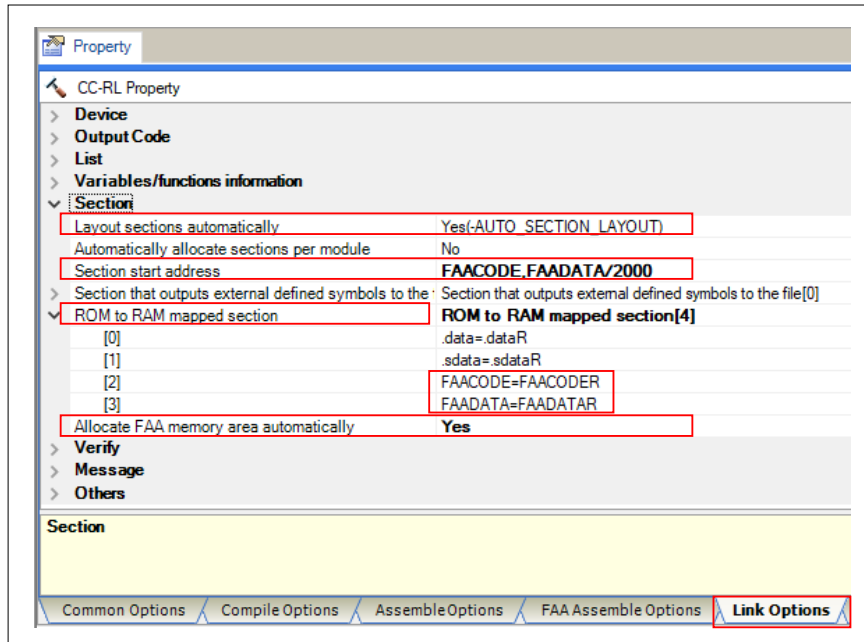 Property
CC-RL Property
Device
Output Code
List
Variables/functions information
Section
Layout sections automatically Yes(-AUTO_SECTION_LAYOUT)
Automatically allocate sections per module No
Section start address FAACODE,FAADATA/2000
Section that outputs external defined symbols to the Section that outputs external defined symbols to the file[0]
ROM to RAM mapped section ROM to RAM mapped section[4]
[0] .data=.dataR
[1] .sdata=.sdataR
[2] FAACODE=FAACODER
[3] FAADATA=FAADATAR
Allocate FAA memory area automatically Yes
Verify
Message
Others
Section
Common Options Compile Options Assemble Options FAA Assemble Options Link Options